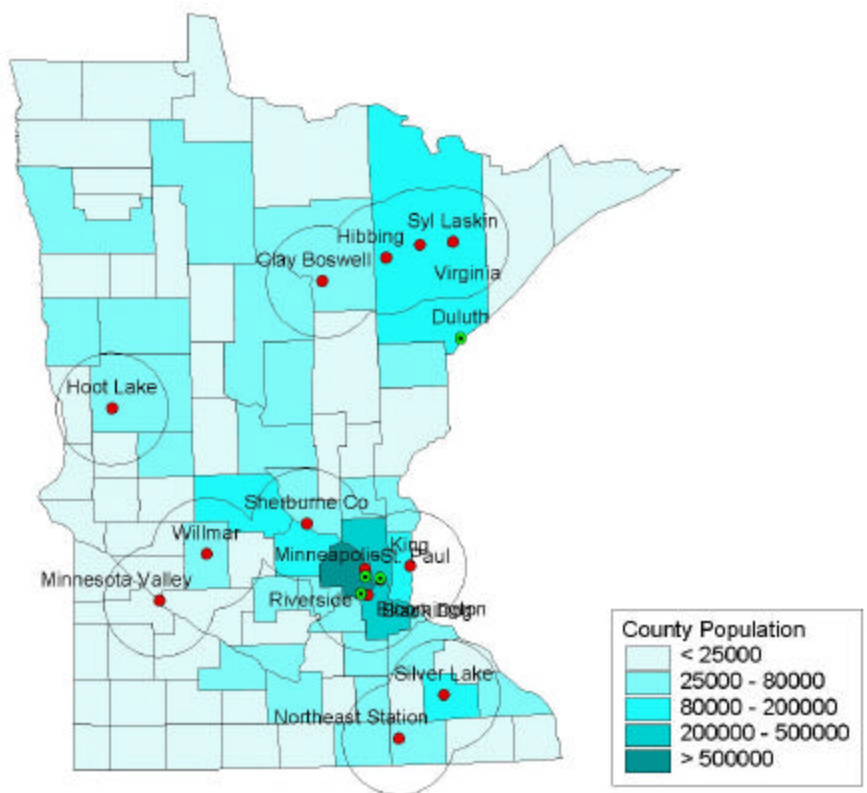 Syl Laskin
Hibbing
Clay Boswell
Virginia
Duluth
Hoot Lake
Sherburne Co
Willmar
King
Minneapolis
St. Paul
Minnesota Valley
Riverside
Silver Lake
Northeast Station
County Population
< 25000
25000 - 80000
80000 - 200000
200000 - 500000
> 500000